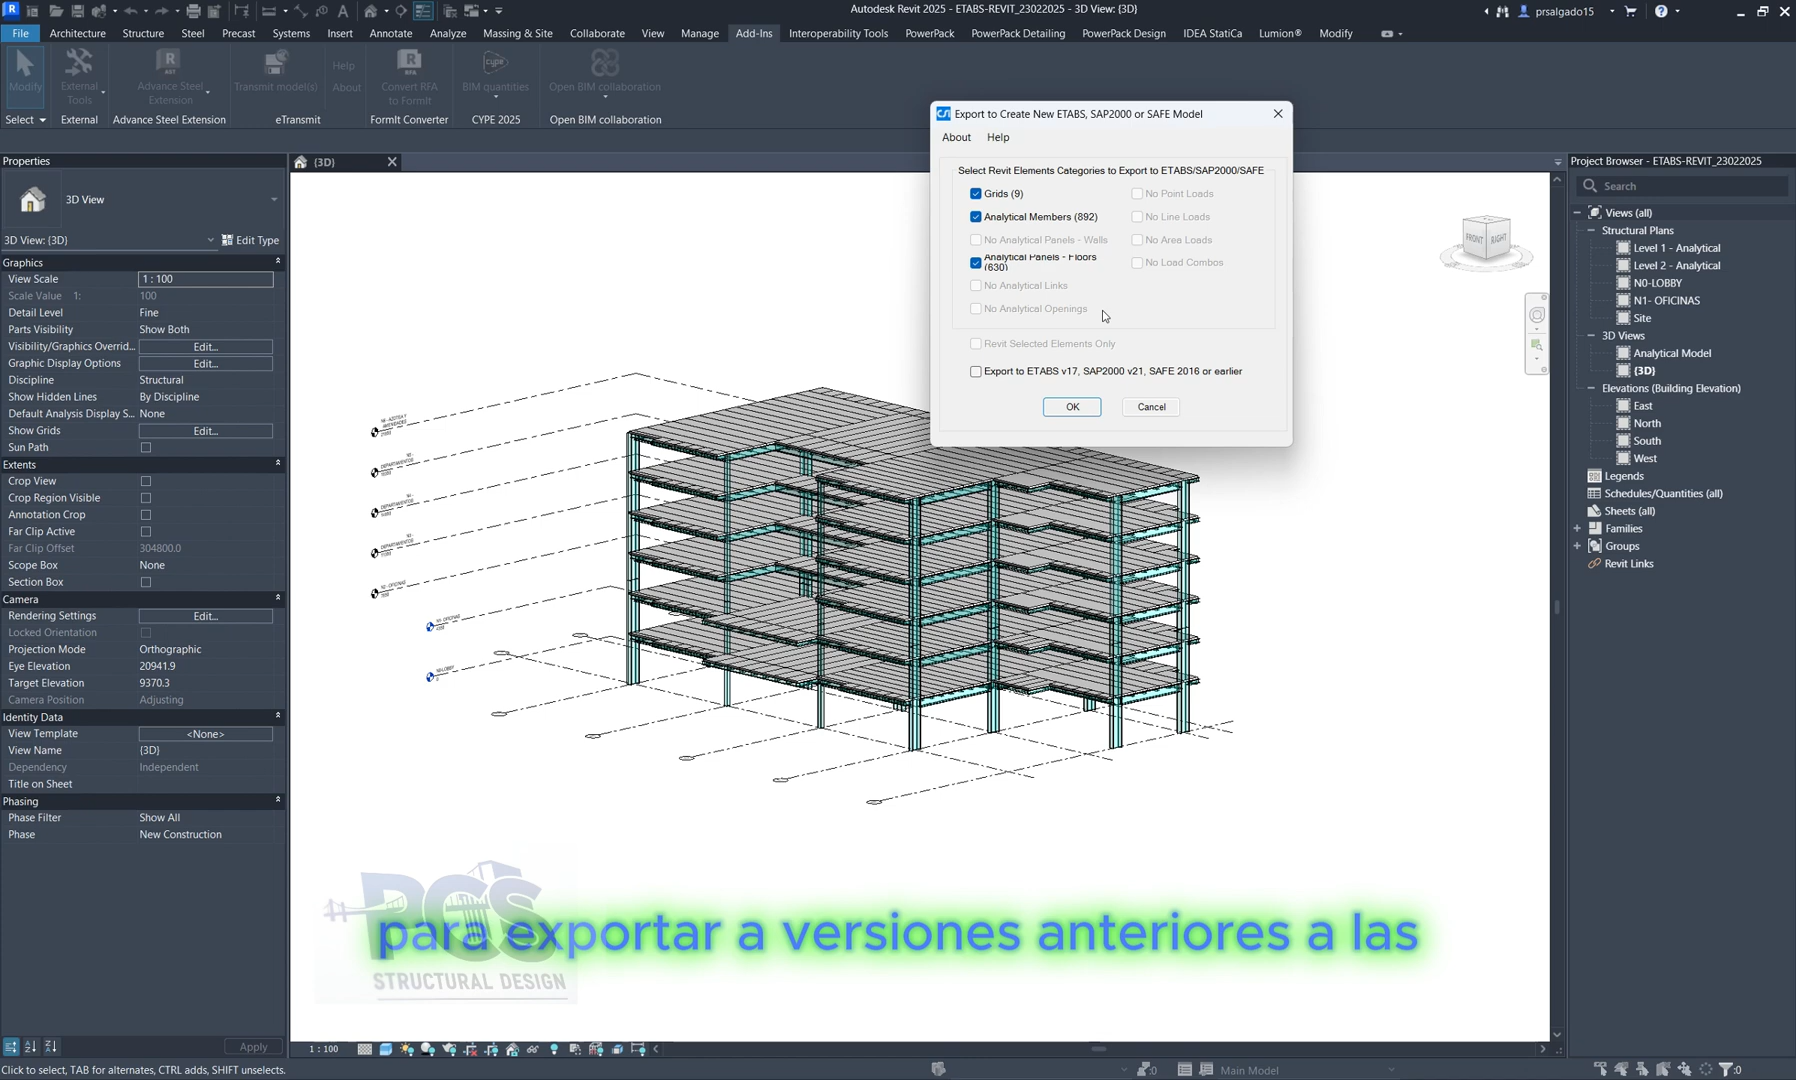 Autodesk Revit 2025 - ETABS-REVIT_23022025 - 3D View: {3D}
prsalgado15
File Architecture Structure Steel Precast Systems Insert Annotate Analyze Massing & Site Collaborate View Manage Add-Ins Interoperability Tools PowerPack PowerPack Detailing PowerPack Design IDEA StatiCa Lumion® Modify
Modify
External Tools
Advance Steel Extension
Transmit model(s)
Help
About
Convert RFA to FormIt
BIM quantities
Open BIM collaboration
Select External Advance Steel Extension eTransmit FormIt Converter CYPE 2025 Open BIM collaboration
Properties
3D View
3D View: {3D} Edit Type
Graphics
View Scale 1 : 100
Scale Value 1: 100
Detail Level Fine
Parts Visibility Show Both
Visibility/Graphics Overrid... Edit...
Graphic Display Options Edit...
Discipline Structural
Show Hidden Lines By Discipline
Default Analysis Display S... None
Show Grids Edit...
Sun Path
Extents
Crop View
Crop Region Visible
Annotation Crop
Far Clip Active
Far Clip Offset 304800.0
Scope Box None
Section Box
Camera
Rendering Settings Edit...
Locked Orientation
Projection Mode Orthographic
Eye Elevation 20941.9
Target Elevation 9370.3
Camera Position Adjusting
Identity Data
View Template <None>
View Name {3D}
Dependency Independent
Title on Sheet
Phasing
Phase Filter Show All
Phase New Construction
Apply
{3D}
Export to Create New ETABS, SAP2000 or SAFE Model
About Help
Select Revit Elements Categories to Export to ETABS/SAP2000/SAFE
Grids (9) No Point Loads
Analytical Members (892) No Line Loads
No Analytical Panels - Walls No Area Loads
Analytical Panels - Floors (630) No Load Combos
No Analytical Links
No Analytical Openings
Revit Selected Elements Only
Export to ETABS v17, SAP2000 v21, SAFE 2016 or earlier
OK Cancel
FRONT RIGHT
Project Browser - ETABS-REVIT_23022025
Search
Views (all)
Structural Plans
Level 1 - Analytical
Level 2 - Analytical
N0-LOBBY
N1- OFICINAS
Site
3D Views
Analytical Model
{3D}
Elevations (Building Elevation)
East
North
South
West
Legends
Schedules/Quantities (all)
Sheets (all)
Families
Groups
Revit Links
PCS
para exportar a versiones anteriores a las
STRUCTURAL DESIGN
1 : 100
Click to select, TAB for alternates, CTRL adds, SHIFT unselects.
:0
Main Model
:0